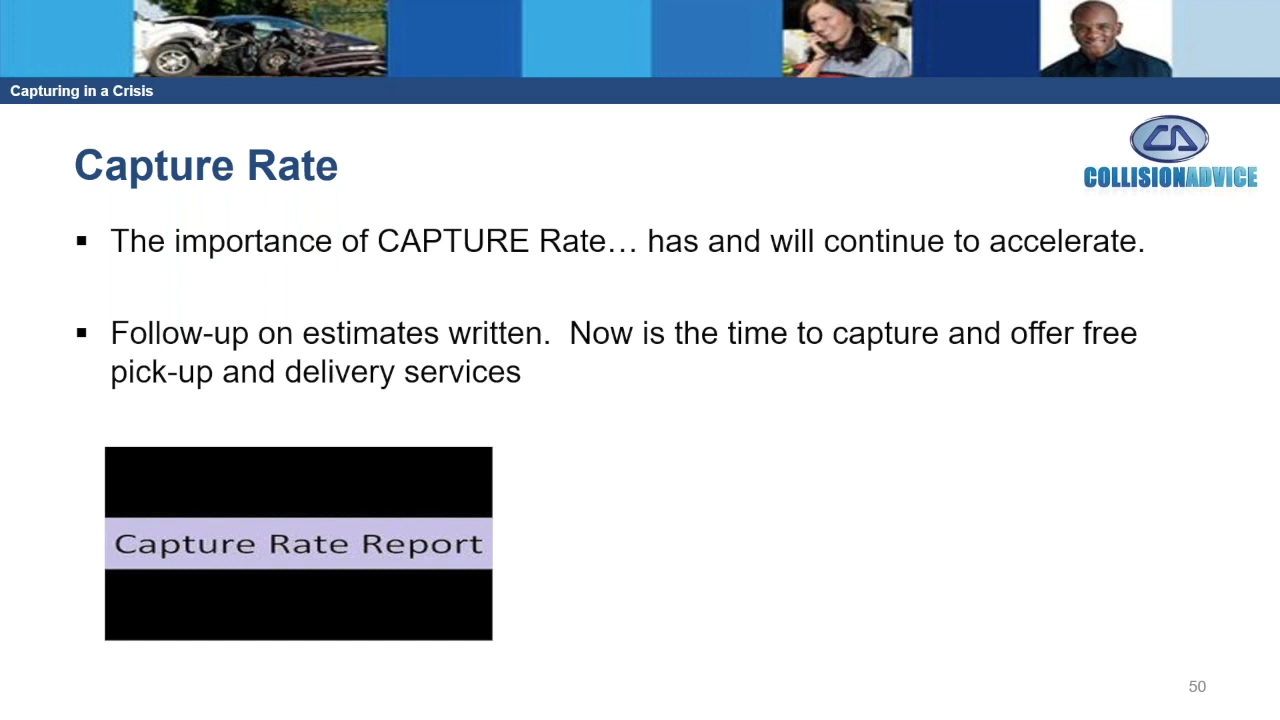 Capturing in a Crisis
Capture Rate
COLLISIONADVICE
▪ The importance of CAPTURE Rate… has and will continue to accelerate.
▪ Follow-up on estimates written.  Now is the time to capture and offer free
pick-up and delivery services
Capture Rate Report
50